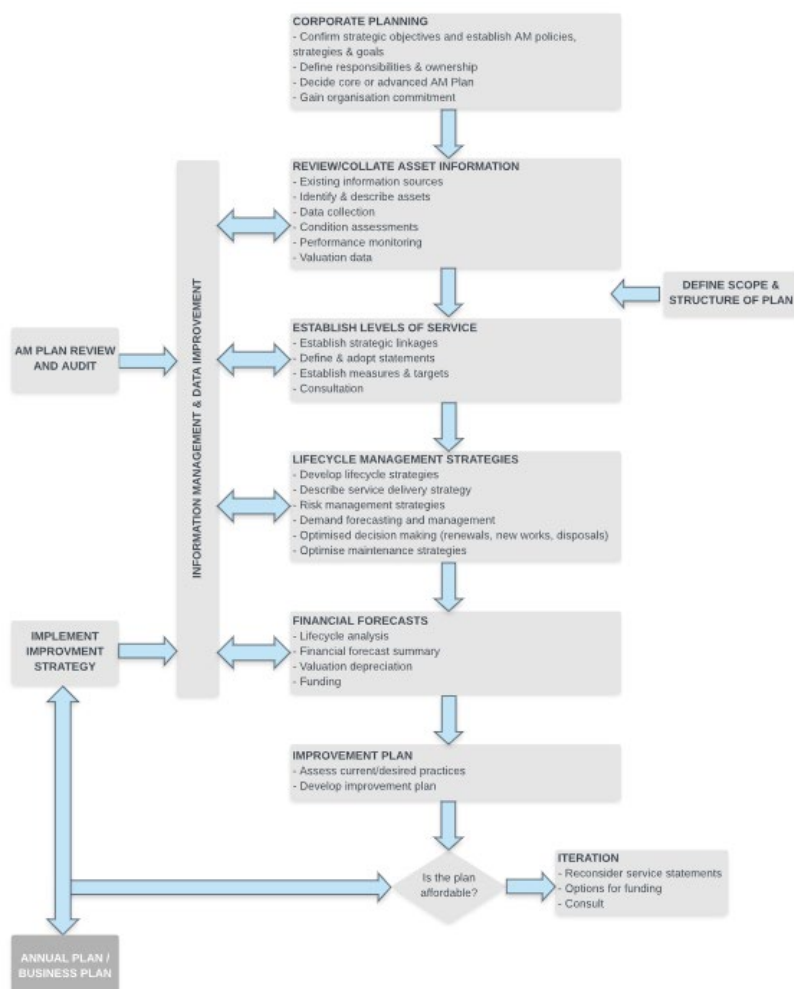 CORPORATE PLANNING
- Confirm strategic objectives and establish AM policies,
strategies & goals
- Define responsibilities & ownership
- Decide core or advanced AM Plan
- Gain organisation commitment
REVIEW/COLLATE ASSET INFORMATION
- Existing information sources
- Identify & describe assets
- Data collection
- Condition assessments
- Performance monitoring
- Valuation data
DEFINE SCOPE &
STRUCTURE OF PLAN
INFORMATION MANAGEMENT & DATA IMPROVEMENT
AM PLAN REVIEW
AND AUDIT
ESTABLISH LEVELS OF SERVICE
- Establish strategic linkages
- Define & adopt statements
- Establish measures & targets
- Consultation
LIFECYCLE MANAGEMENT STRATEGIES
- Develop lifecycle strategies
- Describe service delivery strategy
- Risk management strategies
- Demand forecasting and management
- Optimised decision making (renewals, new works, disposals)
- Optimise maintenance strategies
IMPLEMENT
IMPROVMENT
STRATEGY
FINANCIAL FORECASTS
- Lifecycle analysis
- Financial forecast summary
- Valuation depreciation
- Funding
IMPROVEMENT PLAN
- Assess current/desired practices
- Develop improvement plan
Is the plan
affordable?
ITERATION
- Reconsider service statements
- Options for funding
- Consult
ANNUAL PLAN /
BUSINESS PLAN